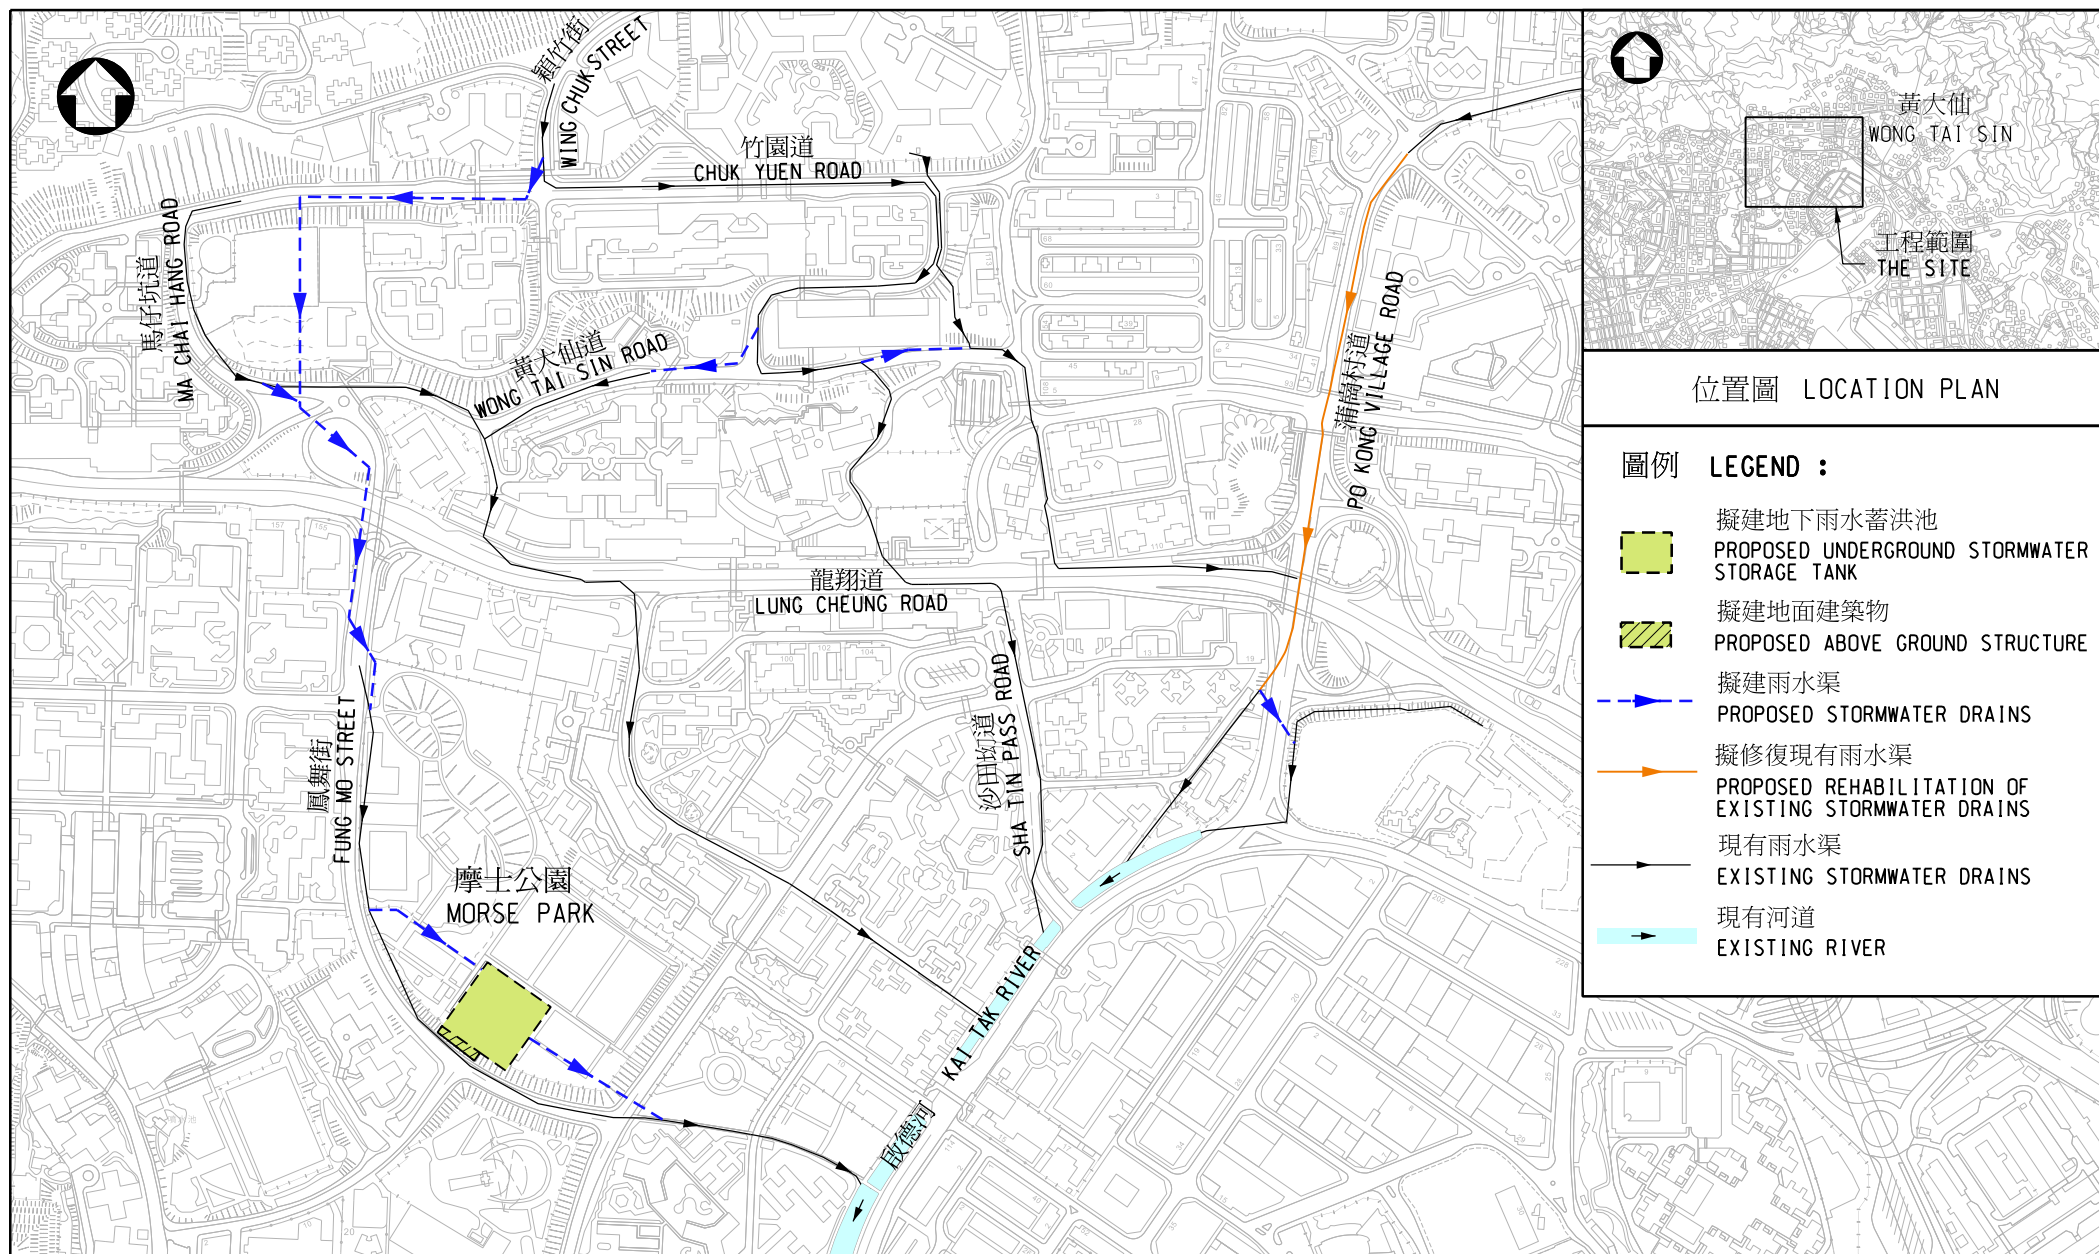 穎竹街
WING CHUK STREET
竹園道
CHUK YUEN ROAD
馬仔坑道
MA CHAI HANG ROAD
黃大仙道
WONG TAI SIN ROAD
蒲崗村道
PO KONG VILLAGE ROAD
龍翔道
LUNG CHEUNG ROAD
沙田坳道
SHA TIN PASS ROAD
鳳舞街
FUNG MO STREET
摩士公園
MORSE PARK
KAI TAK RIVER
啟德河
黃大仙
WONG TAI SIN
工程範圍
THE SITE
位置圖 LOCATION PLAN
圖例 LEGEND :
擬建地下雨水蓄洪池
PROPOSED UNDERGROUND STORMWATER
STORAGE TANK
擬建地面建築物
PROPOSED ABOVE GROUND STRUCTURE
擬建雨水渠
PROPOSED STORMWATER DRAINS
擬修復現有雨水渠
PROPOSED REHABILITATION OF
EXISTING STORMWATER DRAINS
現有雨水渠
EXISTING STORMWATER DRAINS
現有河道
EXISTING RIVER